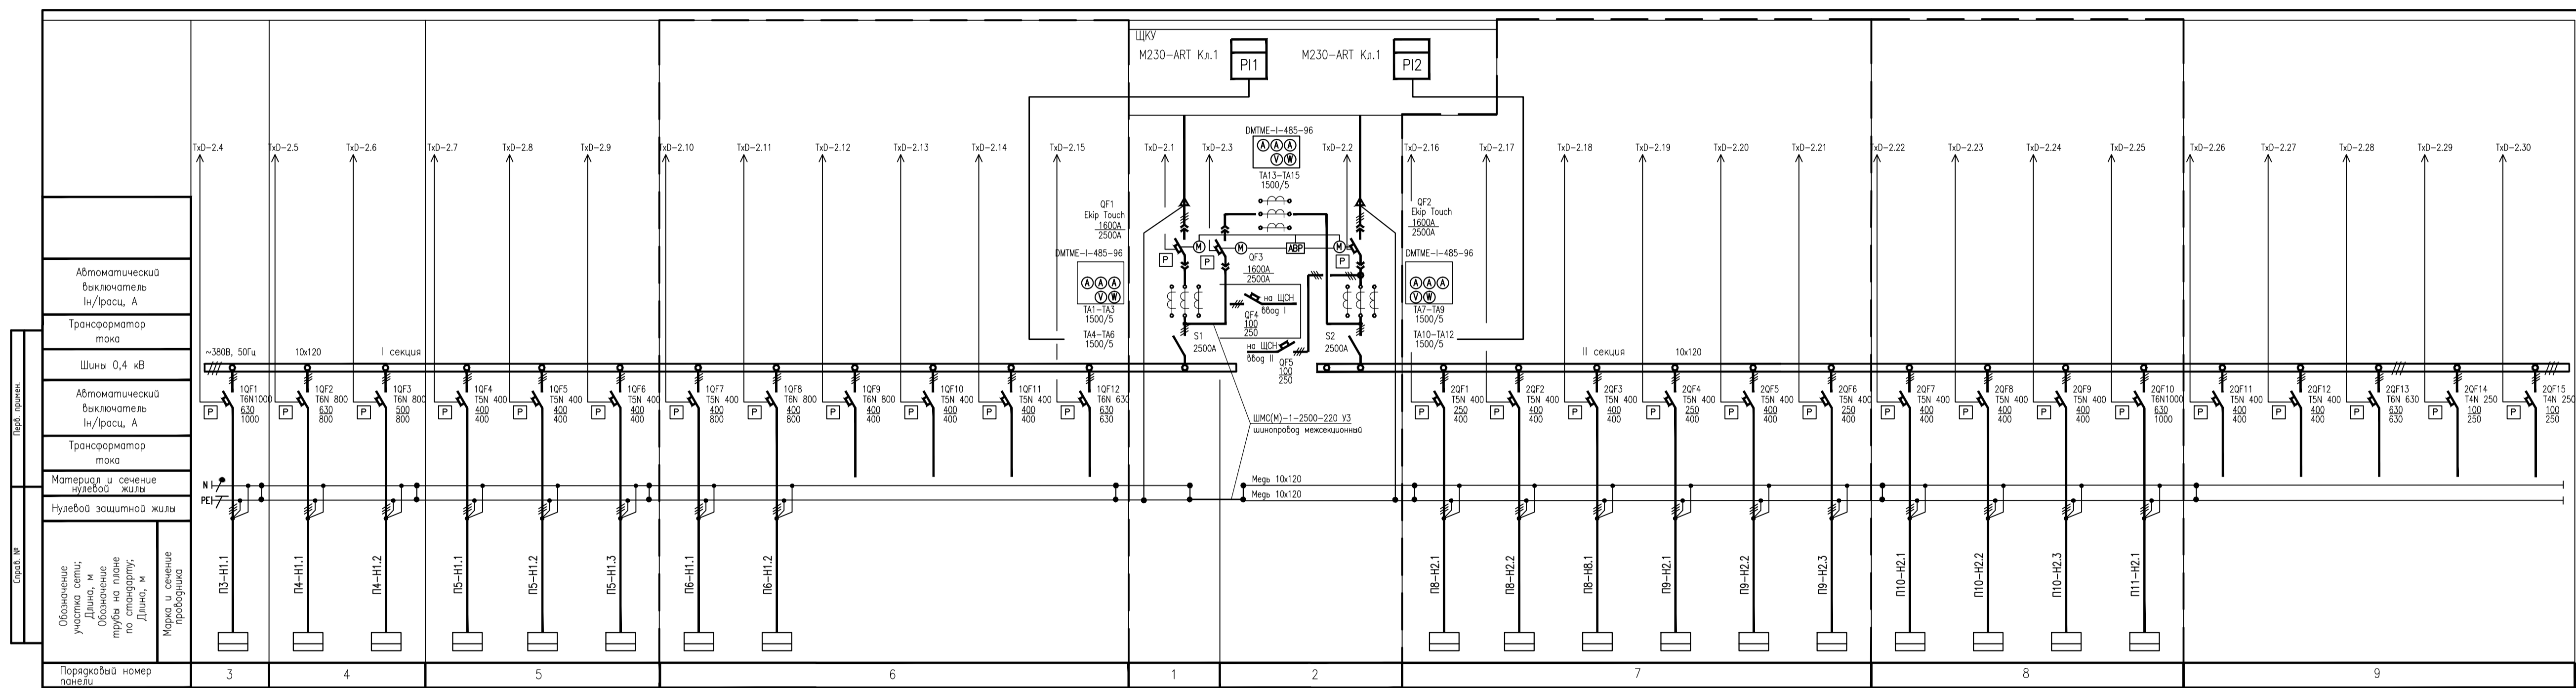 ЩКУ
М230-ART Кл.1
PI1
М230-ART Кл.1
PI2
TxD-2.4
TxD-2.5
TxD-2.6
TxD-2.7
TxD-2.8
TxD-2.9
TxD-2.10
TxD-2.11
TxD-2.12
TxD-2.13
TxD-2.14
TxD-2.15
TxD-2.1
TxD-2.3
TxD-2.2
TxD-2.16
TxD-2.17
TxD-2.18
TxD-2.19
TxD-2.20
TxD-2.21
TxD-2.22
TxD-2.23
TxD-2.24
TxD-2.25
TxD-2.26
TxD-2.27
TxD-2.28
TxD-2.29
TxD-2.30
DMTME-I-485-96
A A A
V W
TA13-TA15
1500/5
QF1
Ekip Touch
1600A
2500A
DMTME-I-485-96
A A A
V W
TA1-TA3
1500/5
TA4-TA6
1500/5
M
P
M
P
АВР
M
P
QF3
1600A
2500A
QF2
Ekip Touch
1600A
2500A
DMTME-I-485-96
A A A
V W
TA7-TA9
1500/5
TA10-TA12
1500/5
на ЩСН
ввод I
QF4
100
250
на ЩСН
ввод II
QF5
100
250
S1
2500A
S2
2500A
Автоматический
выключатель
Iн/Iрасц, А
Трансформатор
тока
Шины 0,4 кВ
Автоматический
выключатель
Iн/Iрасц, А
Трансформатор
тока
Материал и сечение
нулевой жилы
Нулевой защитной жилы
Обозначение
участка сети;
Длина, м
Обозначение
трубы на плане
по стандарту;
Длина, м
Марка и сечение
проводника
Порядковый номер
панели
Перв. примен.
Справ. №
~380В, 50Гц
10x120
I секция
II секция
10x120
P
1QF1
T6N1000
630
1000
P
1QF2
T6N 800
630
800
P
1QF3
T6N 800
500
800
P
1QF4
T5N 400
400
400
P
1QF5
T5N 400
400
400
P
1QF6
T5N 400
400
400
P
1QF7
T5N 400
400
800
P
1QF8
T6N 800
400
800
P
1QF9
T6N 800
400
400
P
1QF10
T5N 400
400
400
P
1QF11
T5N 400
400
400
P
1QF12
T6N 630
630
630
P
2QF1
T5N 400
250
400
P
2QF2
T5N 400
400
400
P
2QF3
T5N 400
400
400
P
2QF4
T5N 400
250
400
P
2QF5
T5N 400
400
400
P
2QF6
T5N 400
250
400
P
2QF7
T5N 400
400
400
P
2QF8
T5N 400
400
400
P
2QF9
T5N 400
400
400
P
2QF10
T6N1000
630
1000
P
2QF11
T5N 400
400
400
P
2QF12
T5N 400
400
400
P
2QF13
T6N 630
630
630
P
2QF14
T4N 250
100
250
P
2QF15
T4N 250
100
250
ШМС(М)-1-2500-220 У3
шинопровод межсекционный
N
PE
Медь 10x120
Медь 10x120
П3-Н1.1
П4-Н1.1
П4-Н1.2
П5-Н1.1
П5-Н1.2
П5-Н1.3
П6-Н1.1
П6-Н1.2
П8-Н2.1
П8-Н2.2
П8-Н8.1
П9-Н2.1
П9-Н2.2
П9-Н2.3
П10-Н2.1
П10-Н2.2
П10-Н2.3
П11-Н2.1
3
4
5
6
1
2
7
8
9